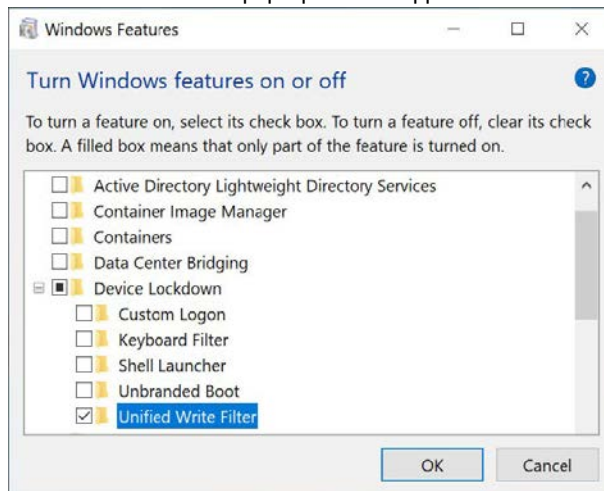 Windows Features
Turn Windows features on or off
To turn a feature on, select its check box. To turn a feature off, clear its check
box. A filled box means that only part of the feature is turned on.
Active Directory Lightweight Directory Services
Container Image Manager
Containers
Data Center Bridging
Device Lockdown
Custom Logon
Keyboard Filter
Shell Launcher
Unbranded Boot
Unified Write Filter
OK Cancel